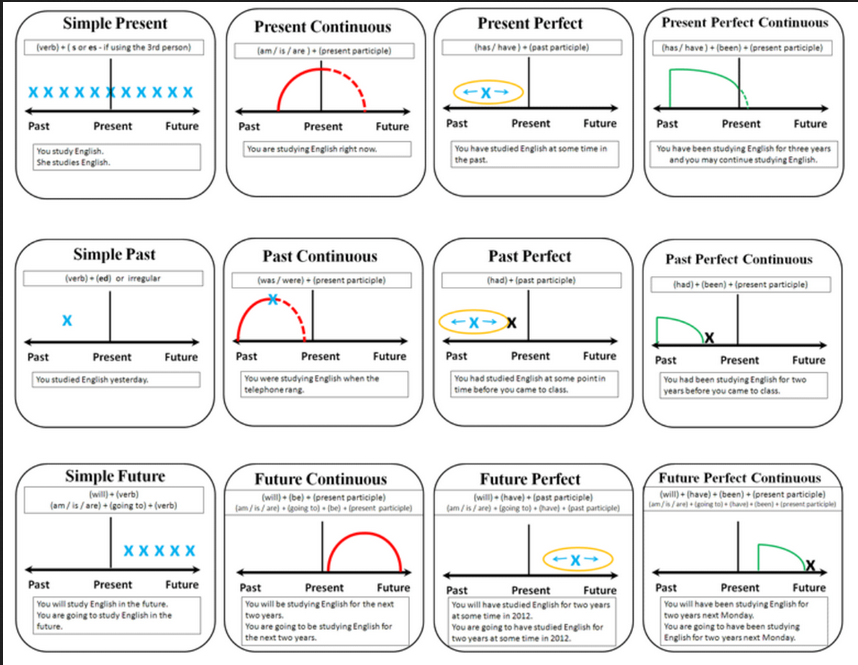 Simple Present
(verb) + ( s or es - if using the 3rd person)
X X X X X X X X X X X X
Past Present Future
You study English.
She studies English.
Present Continuous
(am / is / are ) + (present participle)
Past Present Future
You are studying English right now.
Present Perfect
(has/ have ) + (past participle)
X
Past Present Future
You have studied English at some time in
the past.
Present Perfect Continuous
(has/ have ) + (been) + (present participle)
Past Present Future
You have been studying English for three years
and you may continue studying English.
Simple Past
(verb) + (ed) or irregular
X
Past Present Future
You studied English yesterday.
Past Continuous
(was / were) + (present participle)
X
Past Present Future
You were studying English when the
telephone rang.
Past Perfect
(had) + (past participle)
X X
Past Present Future
You had studied English at some point in
time before you came to class.
Past Perfect Continuous
(had) + (been) + (present participle)
X
Past Present Future
You had been studying English for two
years before you came to class.
Simple Future
(will) + (verb)
(am / is / are) + (going to) + (verb)
X X X X X
Past Present Future
You will study English in the future.
You are going to study English in the
future.
Future Continuous
(will) + (be) + (present participle)
(am / is / are) + (going to) + (be) + (present participle)
Past Present Future
You will be studying English for the next
two years.
You are going to be studying English for
the next two years.
Future Perfect
(will) + (have) + (past participle)
(am / is / are) + (going to) + (have) + (past participle)
X
Past Present Future
You will have studied English for two years
at some time in 2012.
You are going to have studied English for
two years at some time in 2012.
Future Perfect Continuous
(will) + (have) + (been) + (present participle)
(am / is / are) + (going to) + (have) + (been) + (present participle)
X
Past Present Future
You will have been studying English for
two years next Monday.
You are going to have been studying
English for two years next Monday.